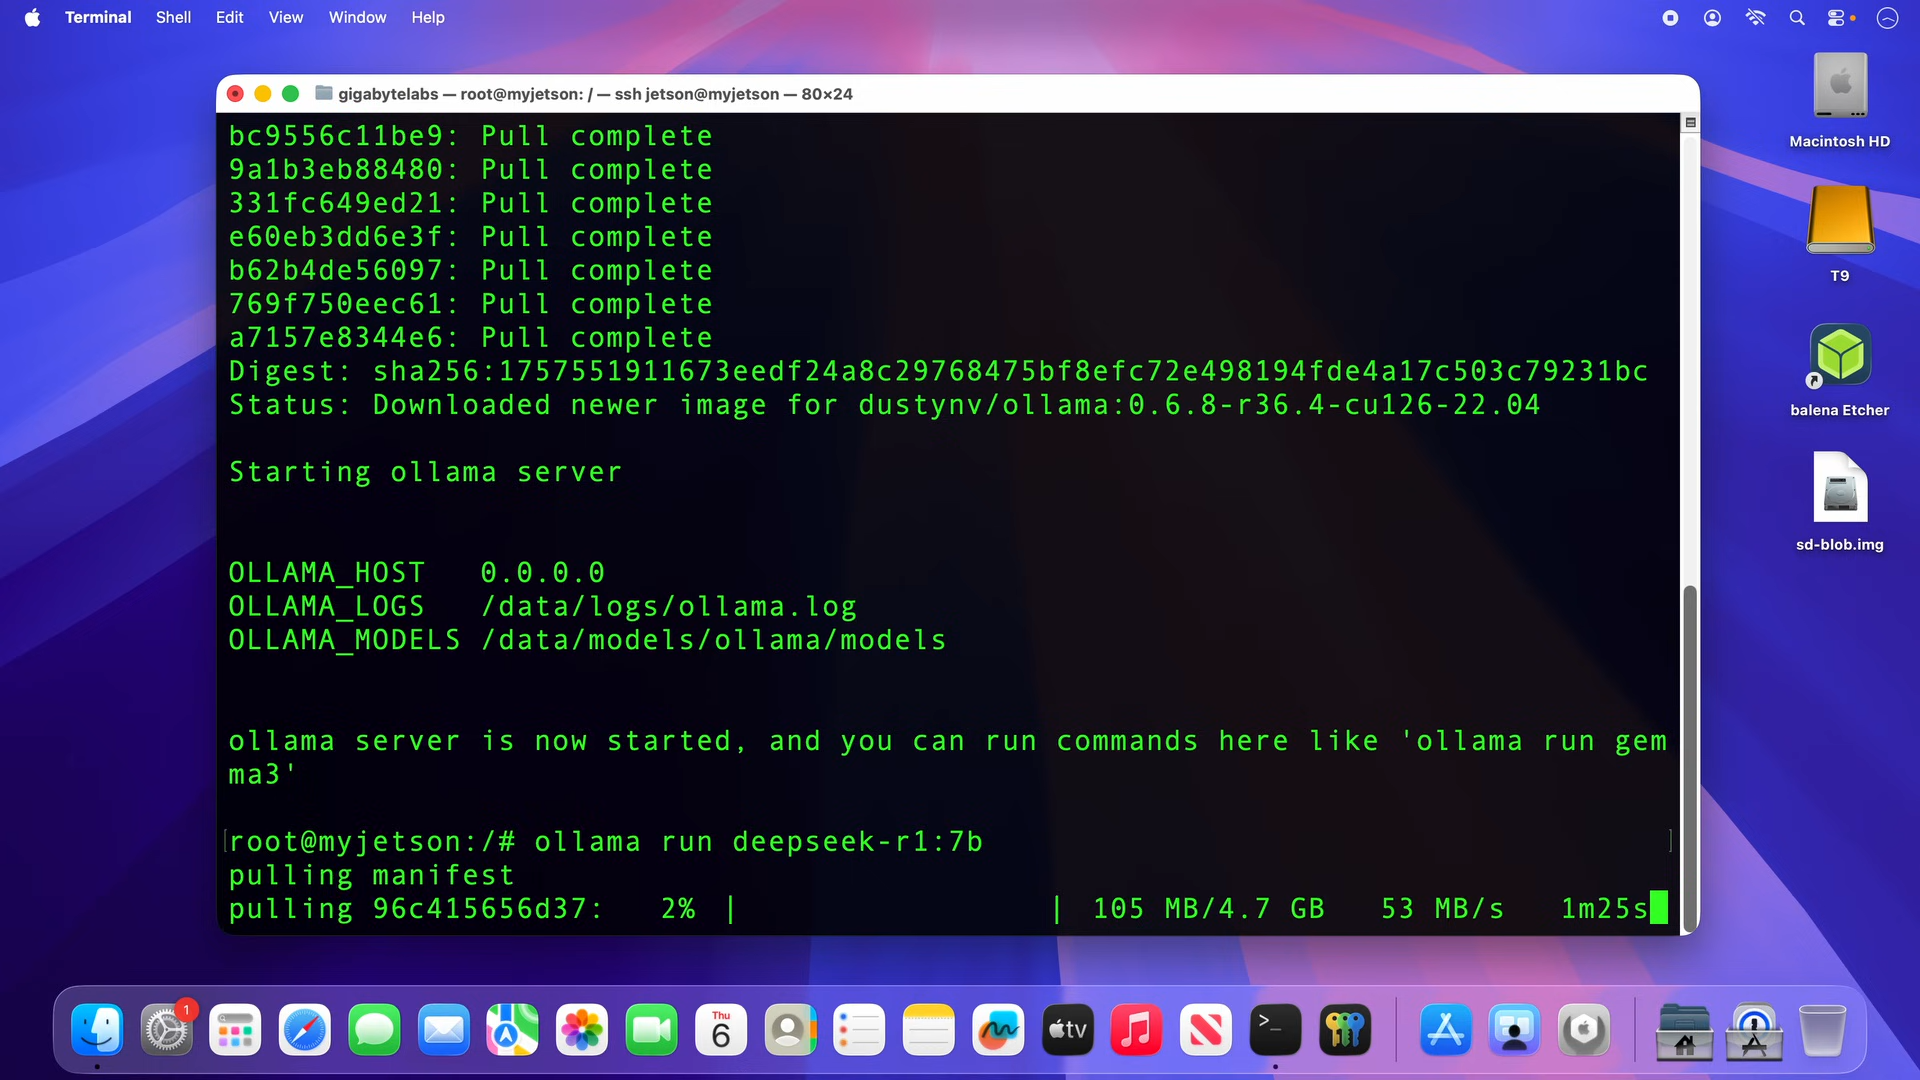 Terminal Shell Edit View Window Help
gigabytelabs — root@myjetson: / — ssh jetson@myjetson — 80×24
bc9556c11be9: Pull complete
9a1b3eb88480: Pull complete
331fc649ed21: Pull complete
e60eb3dd6e3f: Pull complete
b62b4de56097: Pull complete
769f750eec61: Pull complete
a7157e8344e6: Pull complete
Digest: sha256:1757551911673eedf24a8c29768475bf8efc72e498194fde4a17c503c79231bc
Status: Downloaded newer image for dustynv/ollama:0.6.8-r36.4-cu126-22.04
Starting ollama server
OLLAMA_HOST 0.0.0.0
OLLAMA_LOGS /data/logs/ollama.log
OLLAMA_MODELS /data/models/ollama/models
ollama server is now started, and you can run commands here like 'ollama run gem
ma3'
[root@myjetson:/# ollama run deepseek-r1:7b ]
pulling manifest
pulling 96c415656d37: 2% | | 105 MB/4.7 GB 53 MB/s 1m25s
Macintosh HD
T9
balena Etcher
sd-blob.img
1
Thu
6
tv
>_